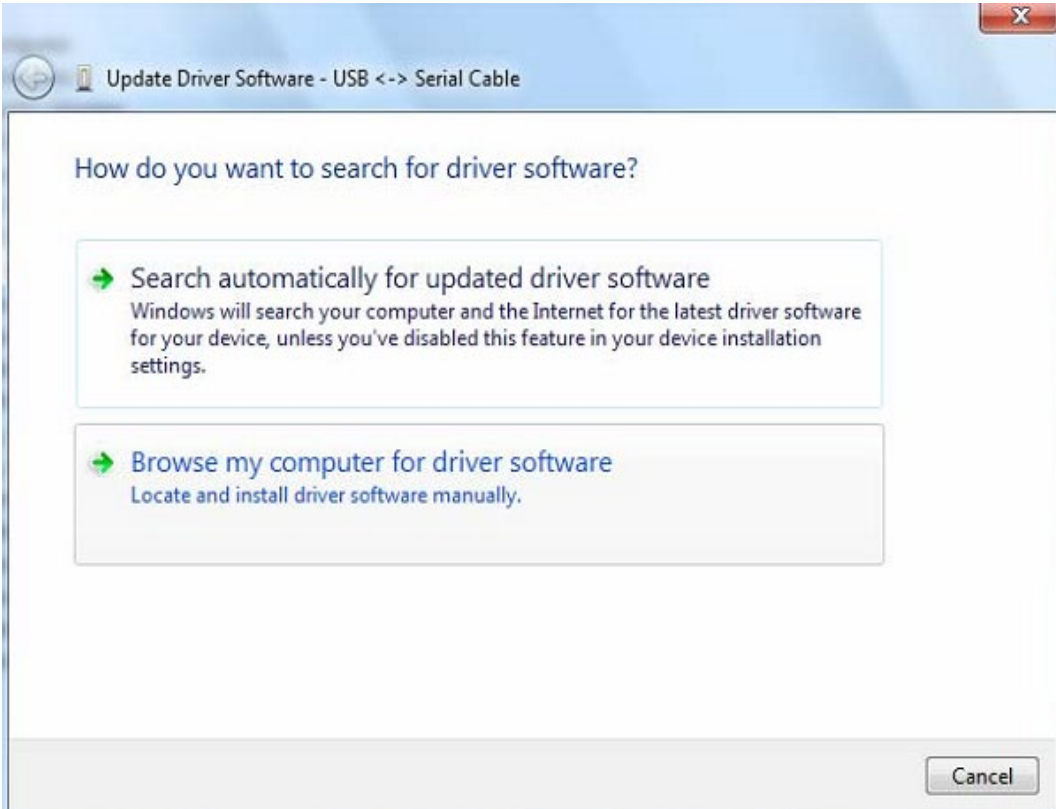 Update Driver Software - USB <-> Serial Cable
How do you want to search for driver software?
Search automatically for updated driver software
Windows will search your computer and the Internet for the latest driver software
for your device, unless you've disabled this feature in your device installation
settings.
Browse my computer for driver software
Locate and install driver software manually.
Cancel